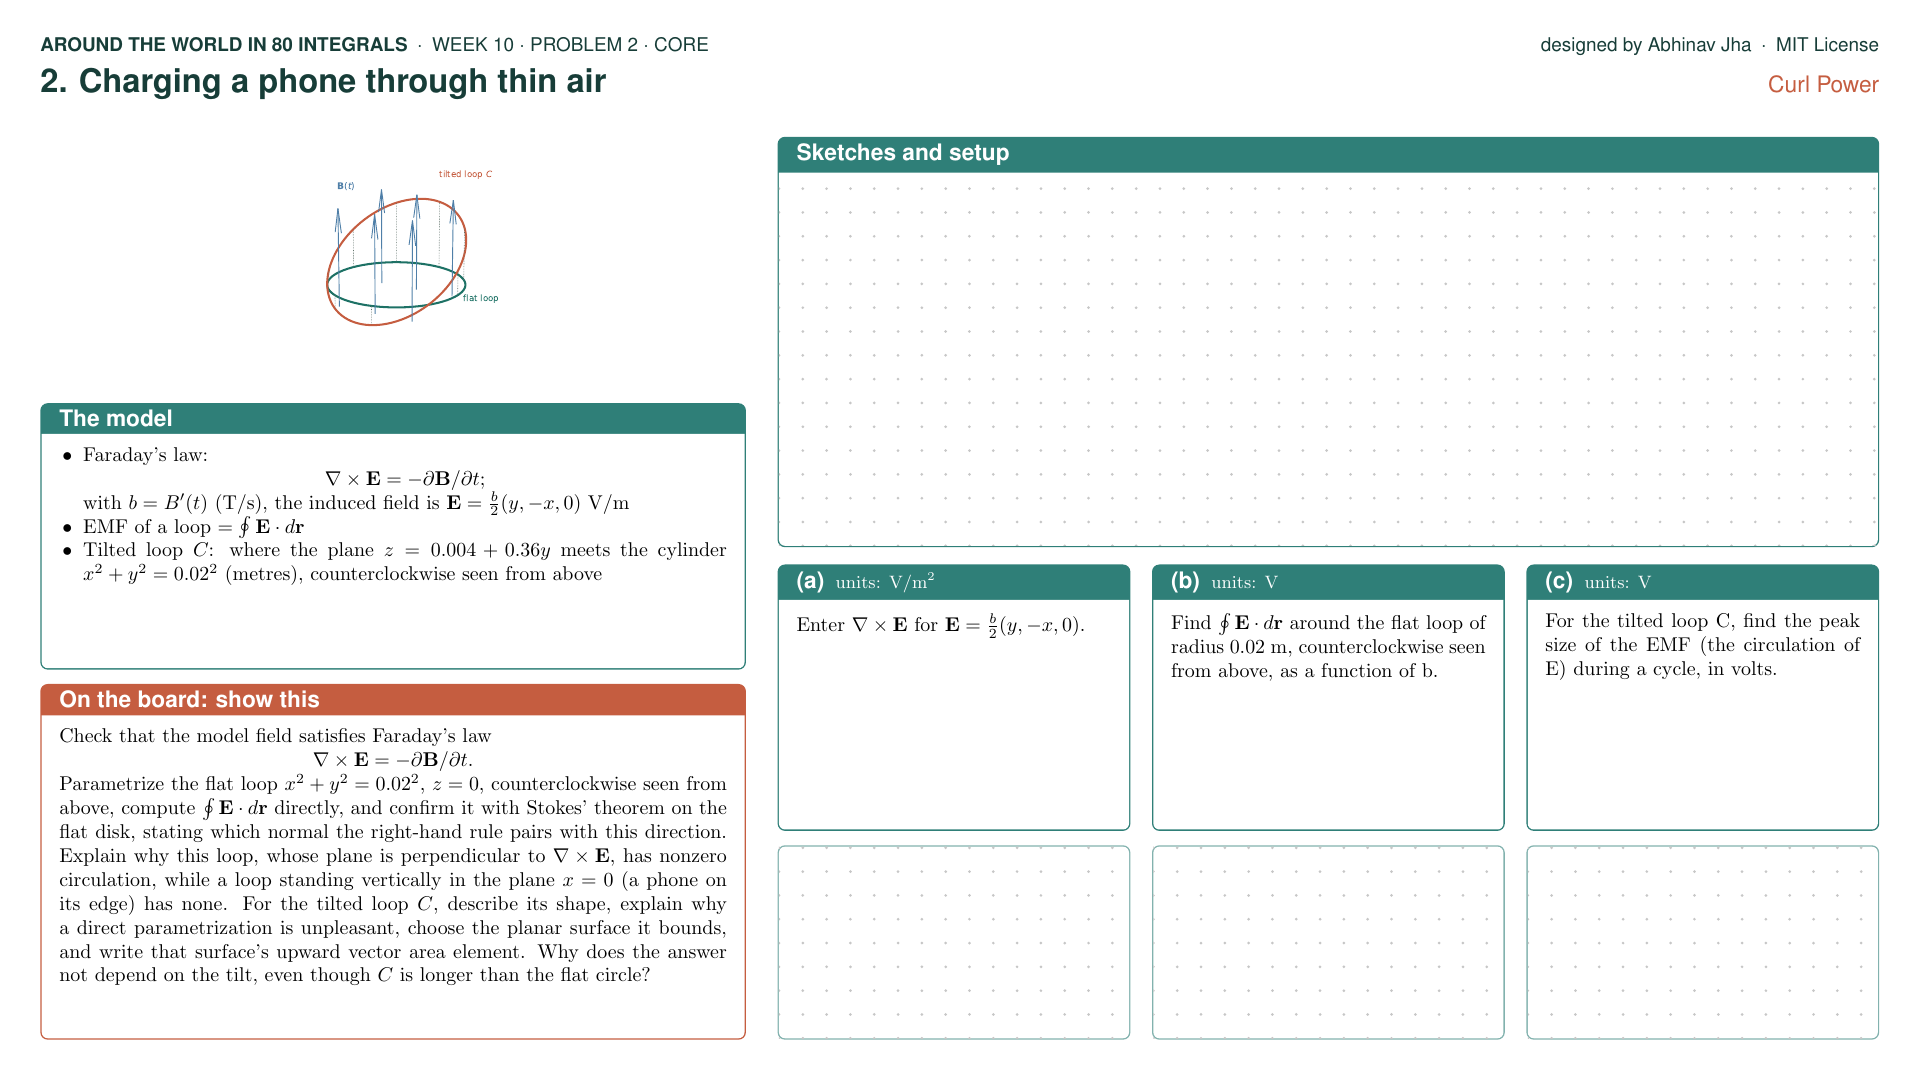 AROUND THE WORLD IN 80 INTEGRALS · WEEK 10 · PROBLEM 2 · CORE
designed by Abhinav Jha · MIT License
2. Charging a phone through thin air
Curl Power
B(t)
tilted loop C
flat loop
The model
• Faraday's law:
∇ × E = −∂B/∂t;
with b = B′(t) (T/s), the induced field is E = b/2 (y, −x, 0) V/m
• EMF of a loop = ∮ E · dr
• Tilted loop C: where the plane z = 0.004 + 0.36y meets the cylinder
x² + y² = 0.02² (metres), counterclockwise seen from above
On the board: show this
Check that the model field satisfies Faraday's law
∇ × E = −∂B/∂t.
Parametrize the flat loop x² + y² = 0.02², z = 0, counterclockwise seen from
above, compute ∮ E · dr directly, and confirm it with Stokes' theorem on the
flat disk, stating which normal the right-hand rule pairs with this direction.
Explain why this loop, whose plane is perpendicular to ∇ × E, has nonzero
circulation, while a loop standing vertically in the plane x = 0 (a phone on
its edge) has none. For the tilted loop C, describe its shape, explain why
a direct parametrization is unpleasant, choose the planar surface it bounds,
and write that surface's upward vector area element. Why does the answer
not depend on the tilt, even though C is longer than the flat circle?
Sketches and setup
(a) units: V/m²
Enter ∇ × E for E = b/2 (y, −x, 0).
(b) units: V
Find ∮ E · dr around the flat loop of
radius 0.02 m, counterclockwise seen
from above, as a function of b.
(c) units: V
For the tilted loop C, find the peak
size of the EMF (the circulation of
E) during a cycle, in volts.